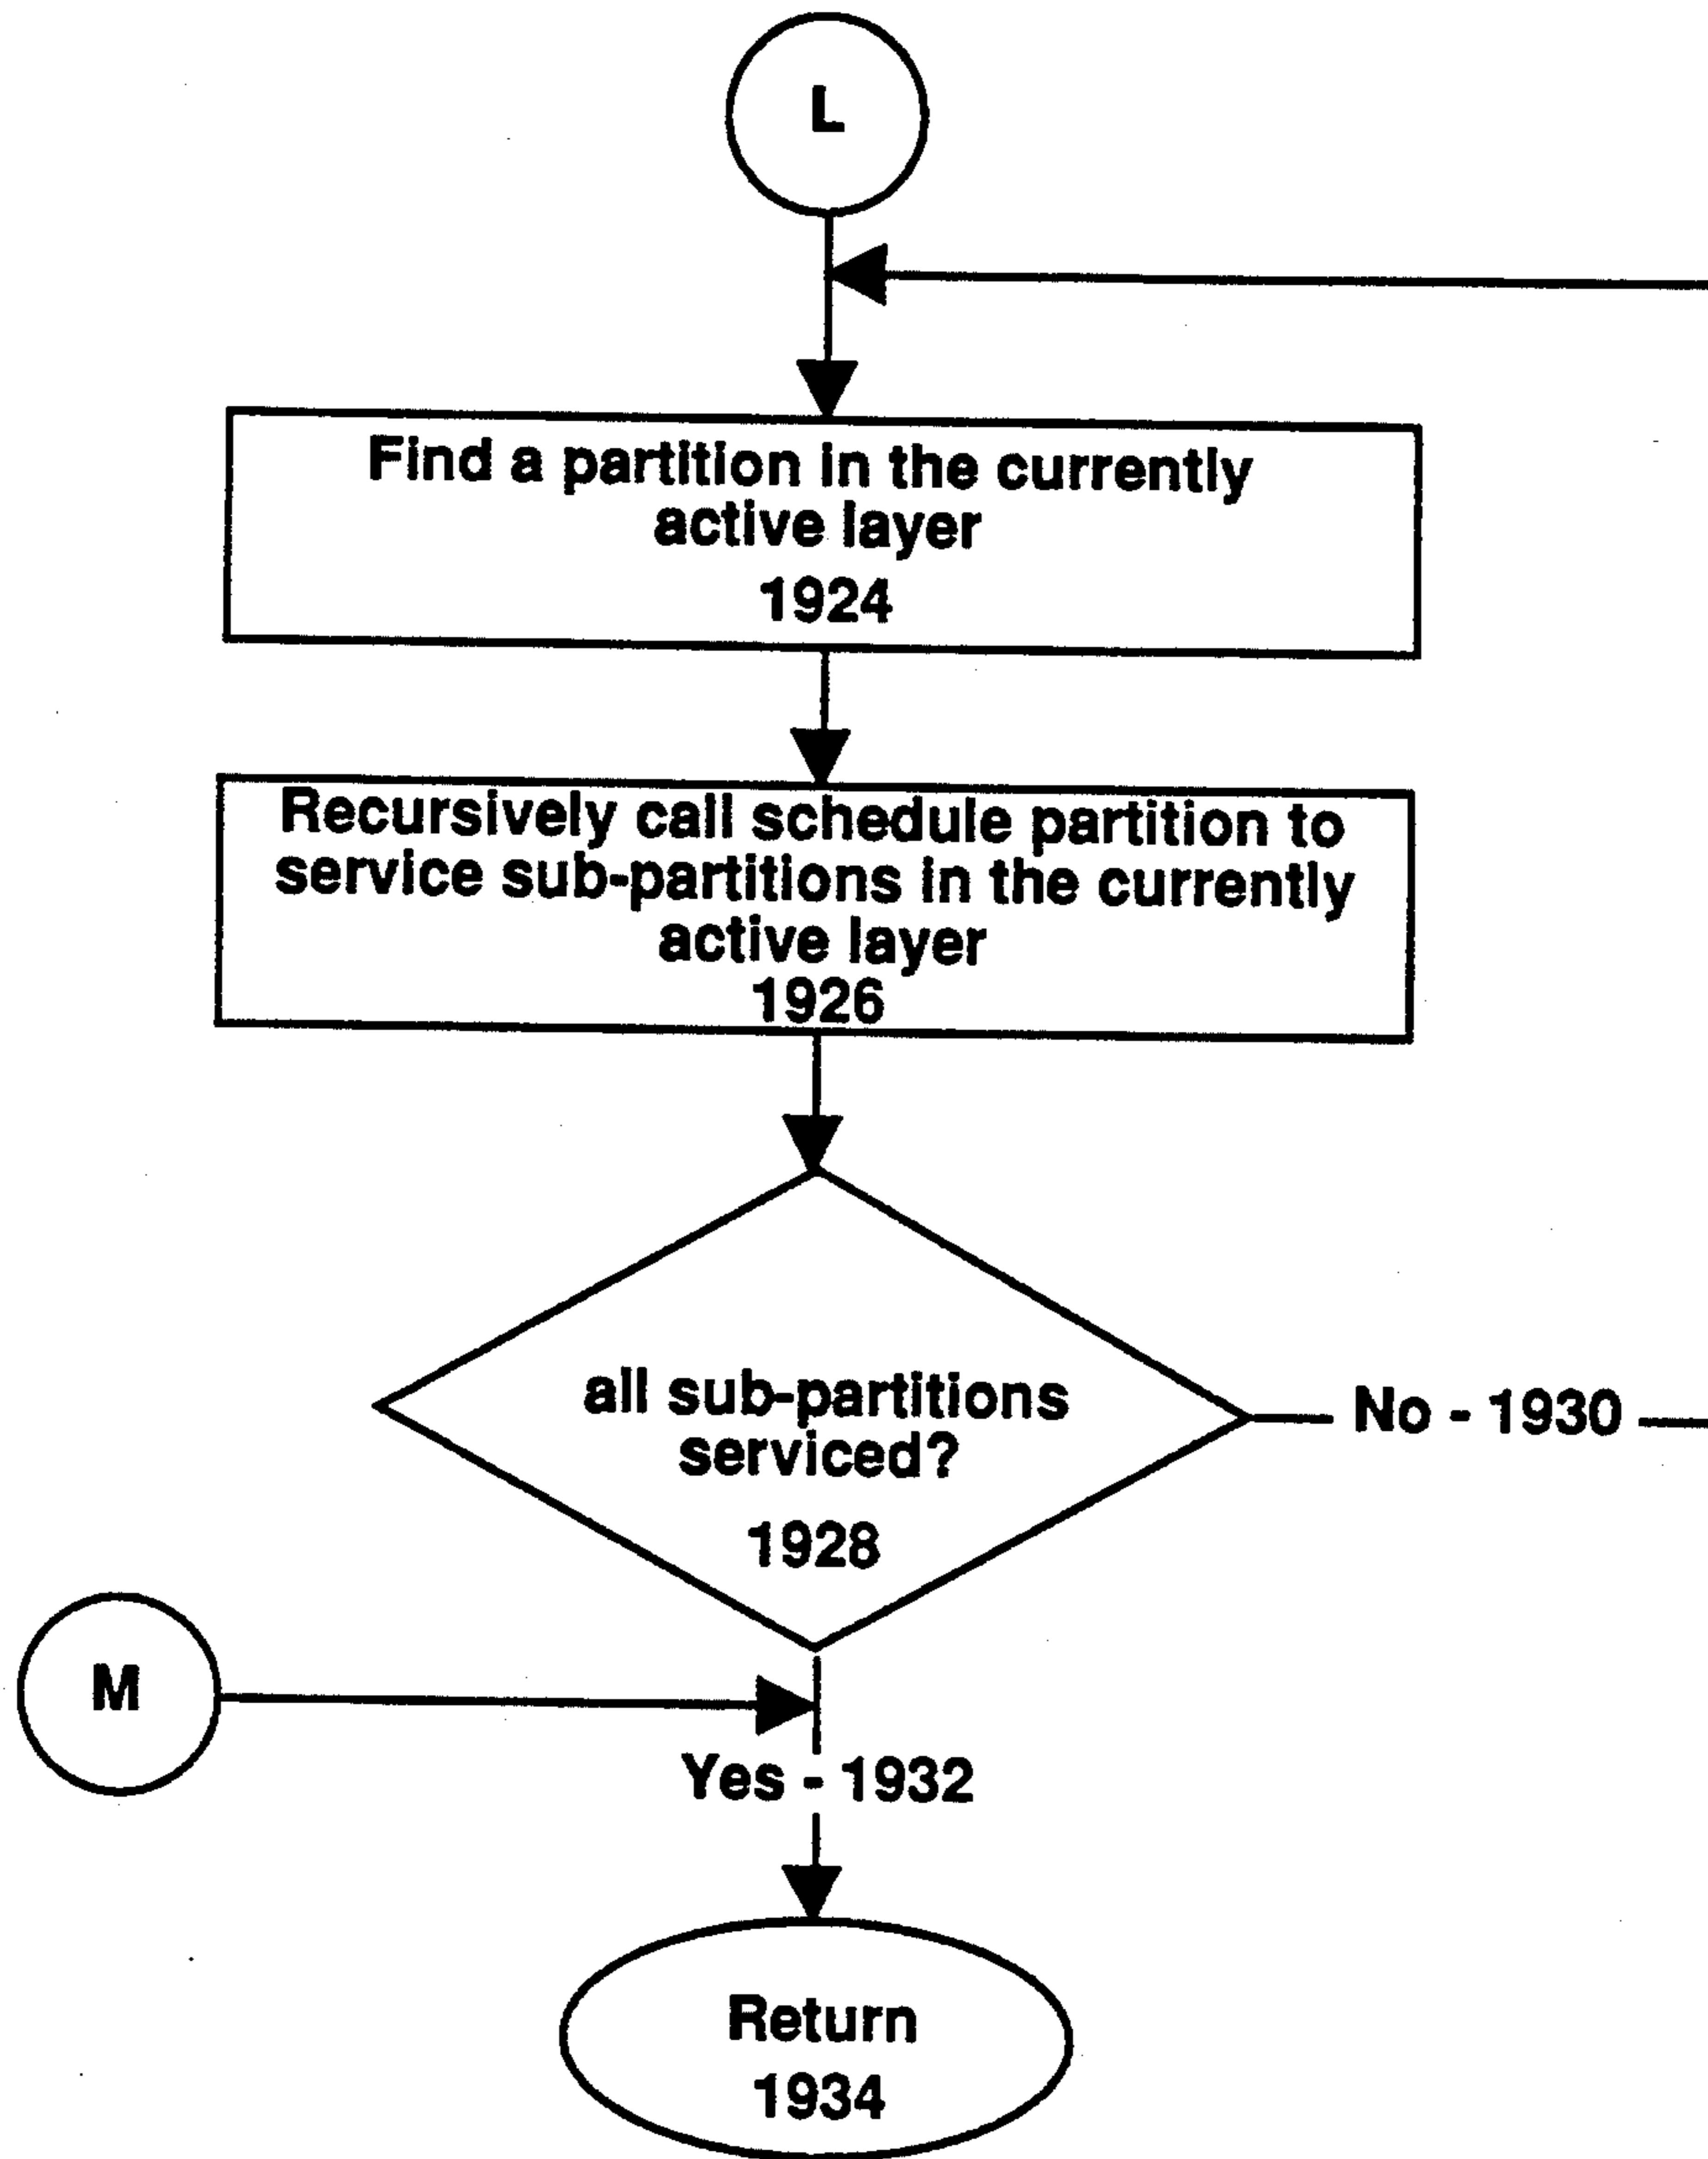 L
Find a partition in the currently
active layer
1924
Recursively call schedule partition to
service sub-partitions in the currently
active layer
1926
all sub-partitions
serviced?
1928
No - 1930
M
Yes - 1932
Return
1934